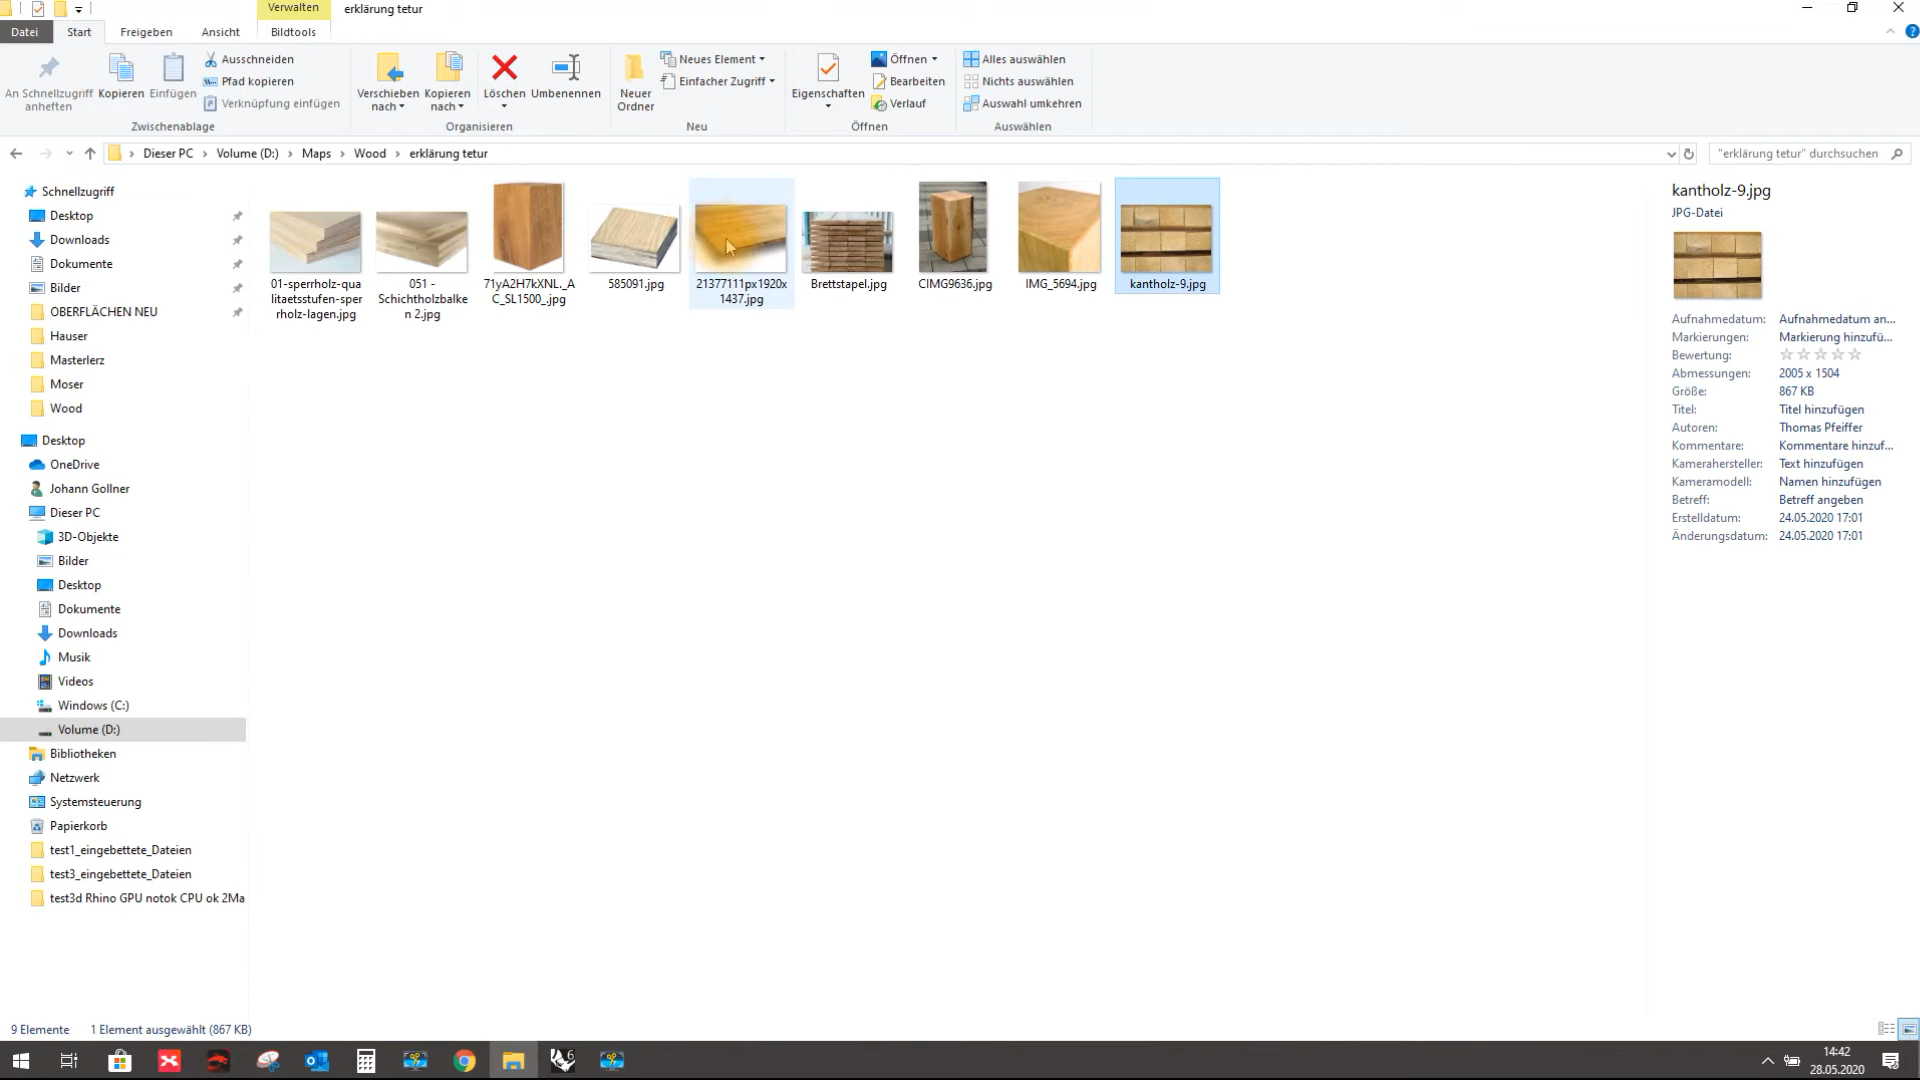 Verwalten
erklärung tetur
Datei
Start
Freigeben
Ansicht
Bildtools
An Schnellzugriff
anheften
Kopieren
Einfügen
Ausschneiden
Pfad kopieren
Verknüpfung einfügen
Zwischenablage
Verschieben
nach
Kopieren
nach
Löschen
Umbenennen
Organisieren
Neuer
Ordner
Neues Element
Einfacher Zugriff
Neu
Eigenschaften
Öffnen
Bearbeiten
Verlauf
Öffnen
Alles auswählen
Nichts auswählen
Auswahl umkehren
Auswählen
Dieser PC > Volume (D:) > Maps > Wood > erklärung tetur
"erklärung tetur" durchsuchen
Schnellzugriff
Desktop
Downloads
Dokumente
Bilder
OBERFLÄCHEN NEU
Hauser
Masterlerz
Moser
Wood
Desktop
OneDrive
Johann Gollner
Dieser PC
3D-Objekte
Bilder
Desktop
Dokumente
Downloads
Musik
Videos
Windows (C:)
Volume (D:)
Bibliotheken
Netzwerk
Systemsteuerung
Papierkorb
test1_eingebettete_Dateien
test3_eingebettete_Dateien
test3d Rhino GPU notok CPU ok 2Ma
01-sperrholz-qua
litaetsstufen-sper
rholz-lagen.jpg
051 -
Schichtholzbalke
n 2.jpg
71yA2H7kXNL._A
C_SL1500_.jpg
585091.jpg
21377111px1920x
1437.jpg
Brettstapel.jpg
CIMG9636.jpg
IMG_5694.jpg
kantholz-9.jpg
kantholz-9.jpg
JPG-Datei
Aufnahmedatum: Aufnahmedatum an...
Markierungen: Markierung hinzufü...
Bewertung:
Abmessungen: 2005 x 1504
Größe: 867 KB
Titel: Titel hinzufügen
Autoren: Thomas Pfeiffer
Kommentare: Kommentare hinzuf...
Kamerahersteller: Text hinzufügen
Kameramodell: Namen hinzufügen
Betreff: Betreff angeben
Erstelldatum: 24.05.2020 17:01
Änderungsdatum: 24.05.2020 17:01
9 Elemente
1 Element ausgewählt (867 KB)
6
14:42
28.05.2020